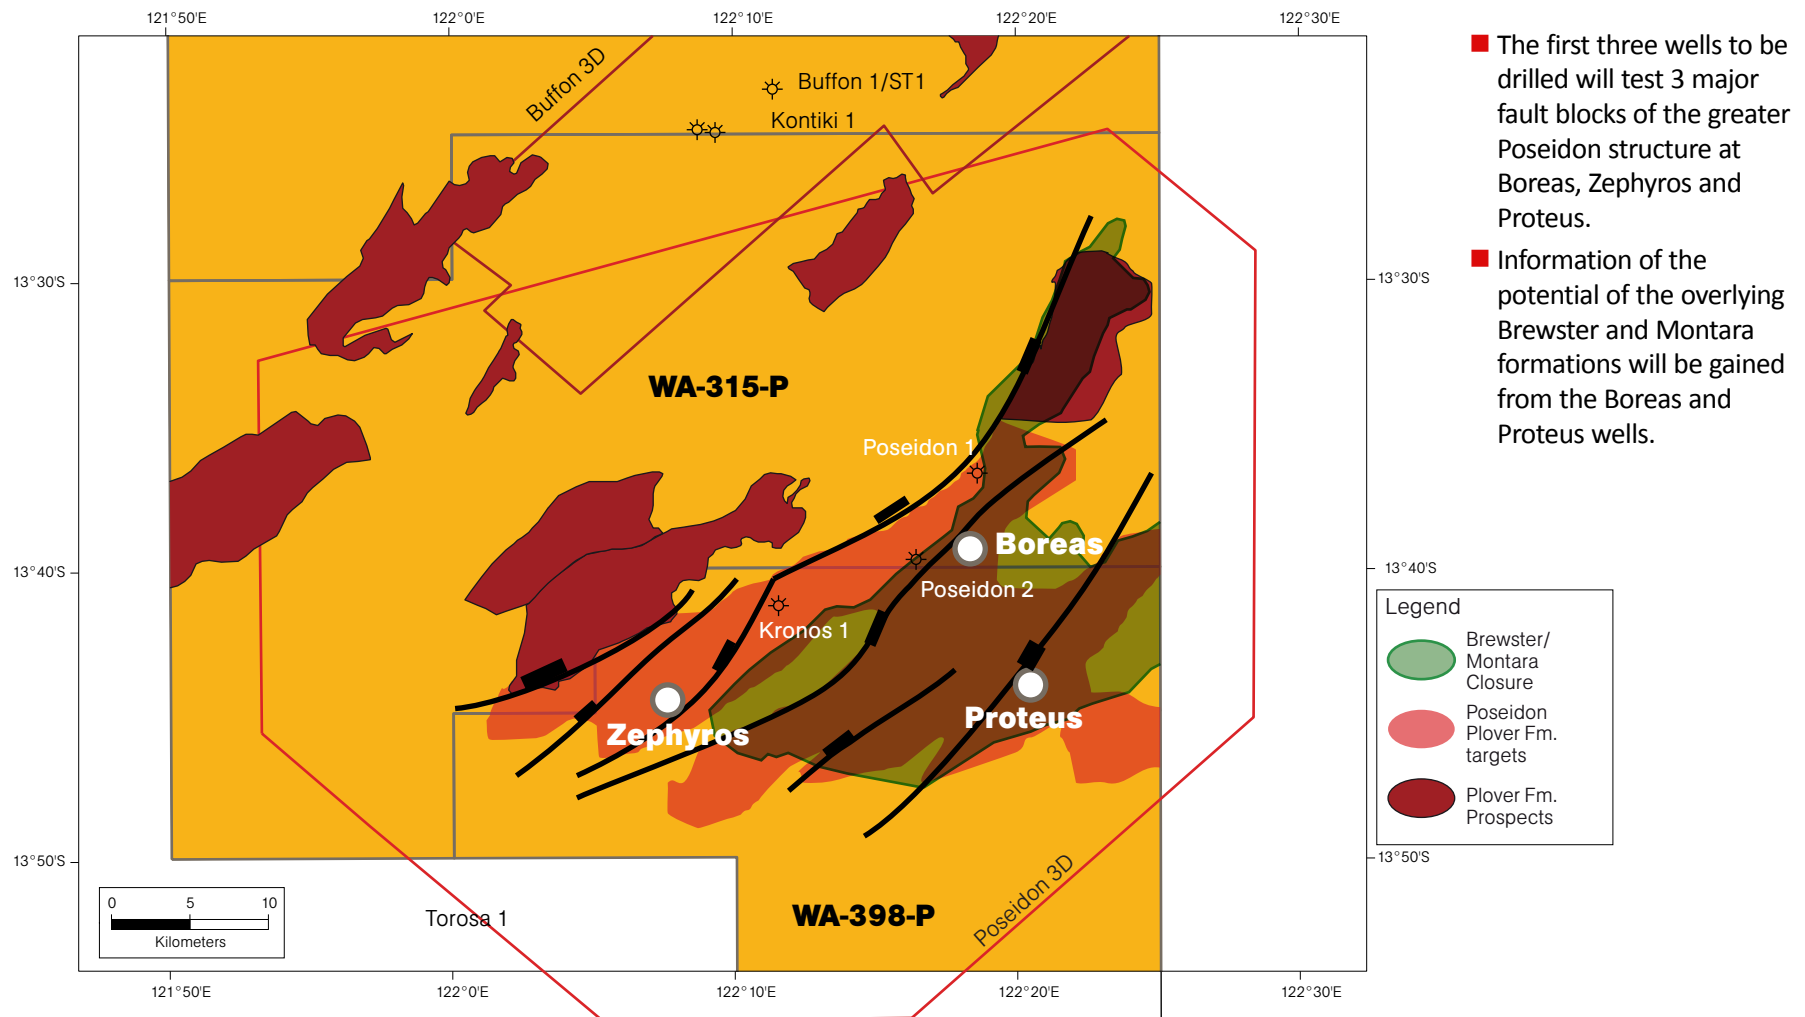 121°50'E
122°0'E
122°10'E
122°20'E
122°30'E
Buffon 3D
Buffon 1/ST1
Kontiki 1
13°30'S
13°30'S
WA-315-P
Poseidon 1
Boreas
13°40'S
13°40'S
Poseidon 2
Kronos 1
Zephyros
Proteus
13°50'S
13°50'S
Poseidon 3D
WA-398-P
Torosa 1
0 5 10
Kilometers
121°50'E
122°0'E
122°10'E
122°20'E
122°30'E
The first three wells to be
drilled will test 3 major
fault blocks of the greater
Poseidon structure at
Boreas, Zephyros and
Proteus.
Information of the
potential of the overlying
Brewster and Montara
formations will be gained
from the Boreas and
Proteus wells.
Legend
Brewster/
Montara
Closure
Poseidon
Plover Fm.
targets
Plover Fm.
Prospects